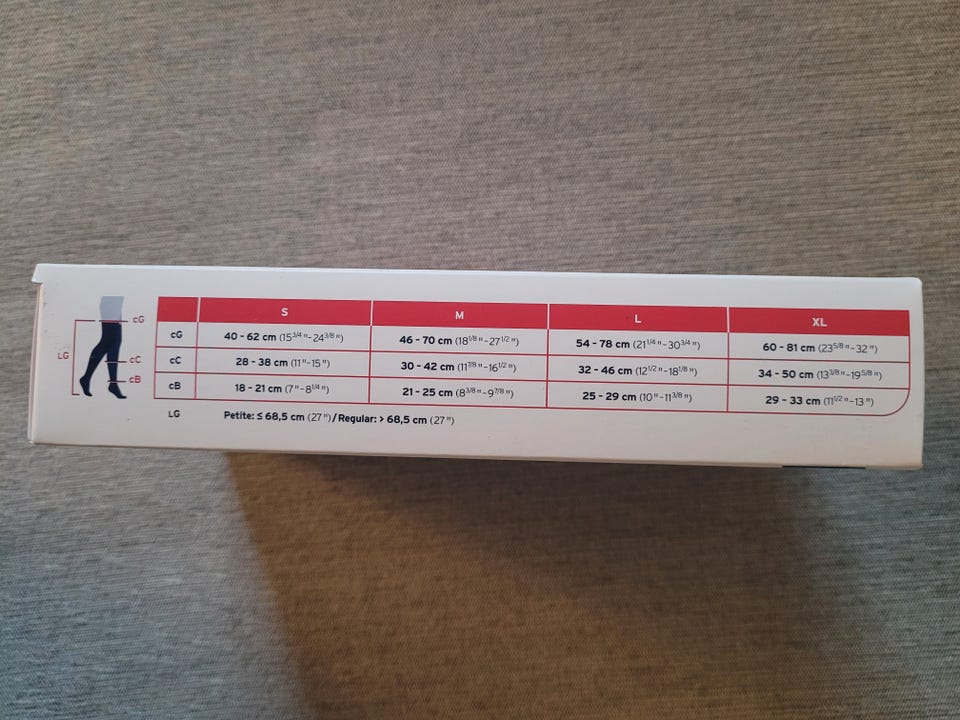 S M L XL
cG cG 40 - 62 cm (15 3/4 "-24 3/8 ") 46 - 70 cm (18 1/8 "-27 1/2 ") 54 - 78 cm (21 1/4 "-30 3/4 ") 60 - 81 cm (23 5/8 "-32 ")
LG cC cC 28 - 38 cm (11 "-15 ") 30 - 42 cm (11 7/8 "-16 1/2 ") 32 - 46 cm (12 1/2 "-18 1/8 ") 34 - 50 cm (13 3/8 "-19 5/8 ")
cB cB 18 - 21 cm (7 "-8 1/4 ") 21 - 25 cm (8 3/8 "-9 7/8 ") 25 - 29 cm (10 "-11 3/8 ") 29 - 33 cm (11 1/2 "-13 ")
LG Petite: ≤ 68,5 cm (27 ") / Regular: > 68,5 cm (27 ")